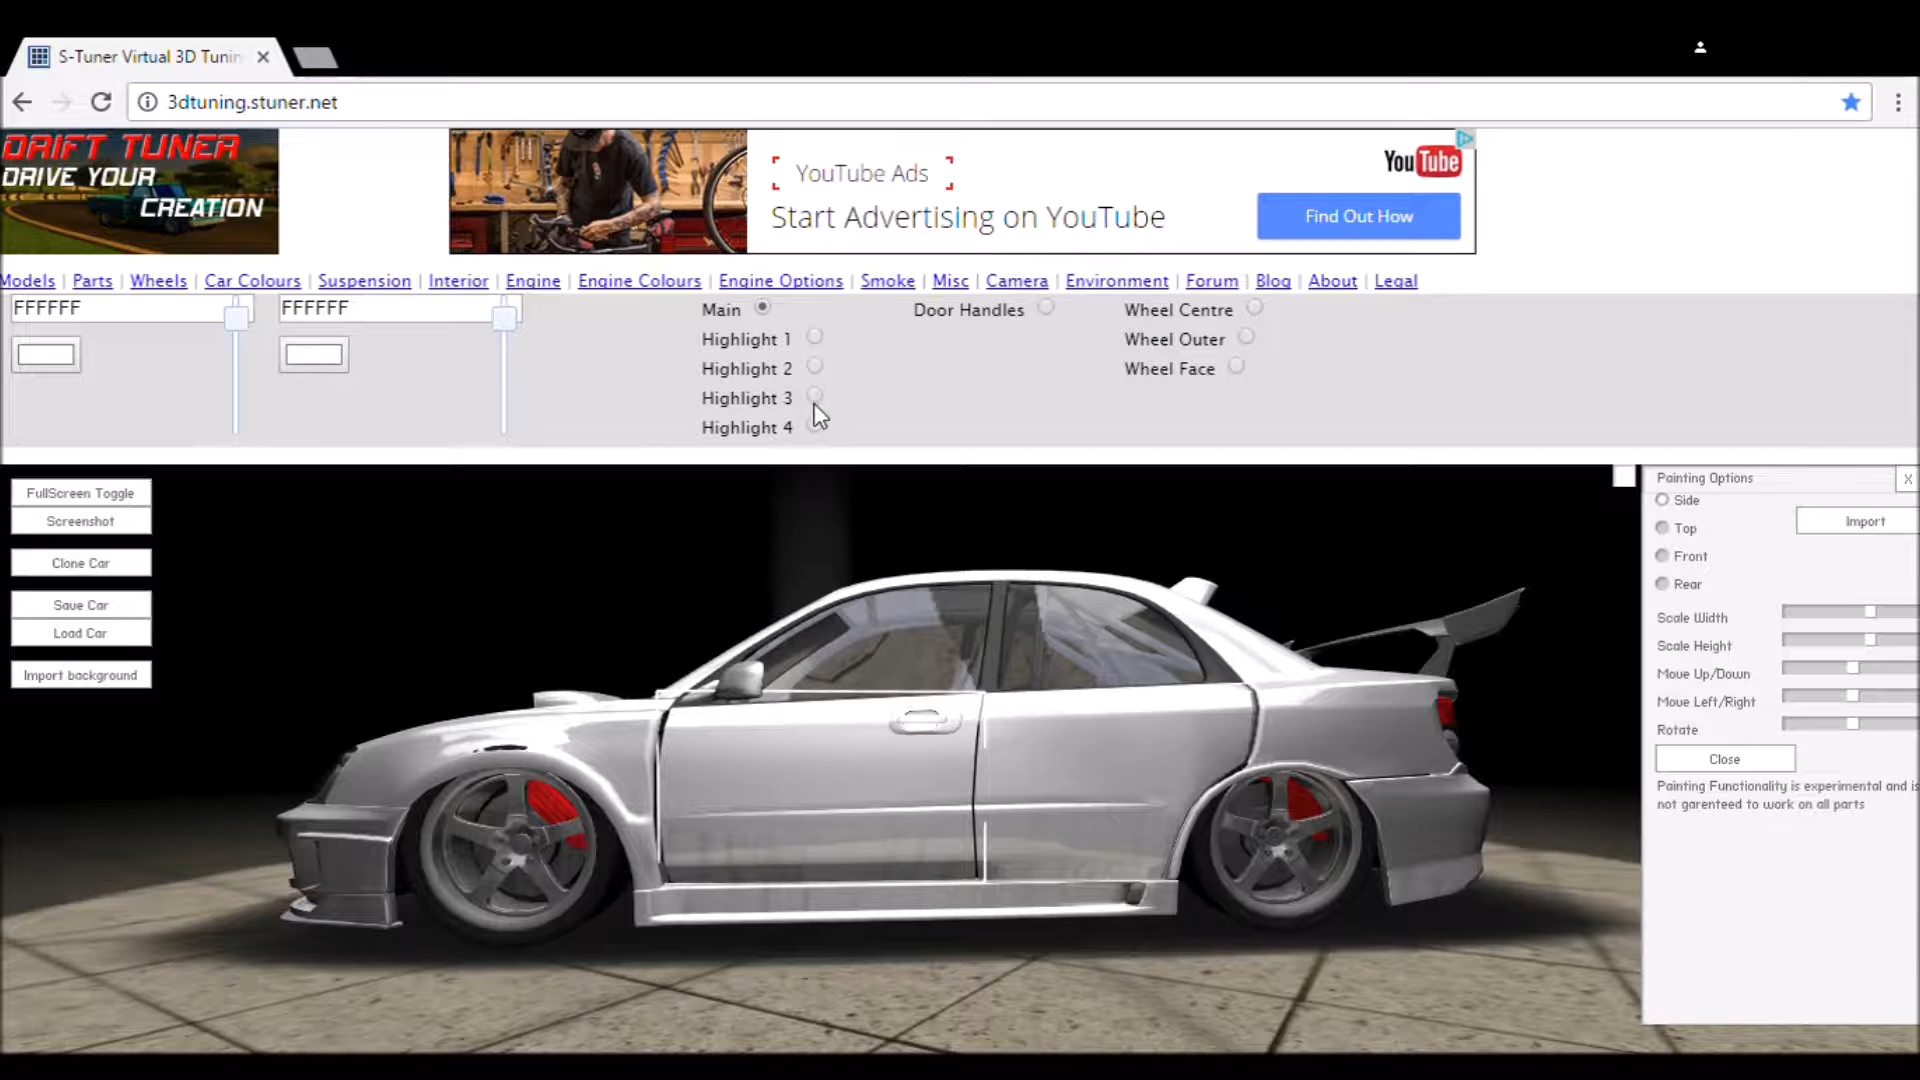 S-Tuner Virtual 3D Tunin
3dtuning.stuner.net
DRIFT TUNER
DRIVE YOUR
CREATION
YouTube Ads
Start Advertising on YouTube
YouTube
Find Out How
Models | Parts | Wheels | Car Colours | Suspension | Interior | Engine | Engine Colours | Engine Options | Smoke | Misc | Camera | Environment | Forum | Blog | About | Legal
FFFFFF
FFFFFF
Main
Highlight 1
Highlight 2
Highlight 3
Highlight 4
Door Handles
Wheel Centre
Wheel Outer
Wheel Face
FullScreen Toggle
Screenshot
Clone Car
Save Car
Load Car
Import background
Painting Options
X
Side
Import
Top
Front
Rear
Scale Width
Scale Height
Move Up/Down
Move Left/Right
Rotate
Close
Painting Functionality is experimental and is
not garenteed to work on all parts